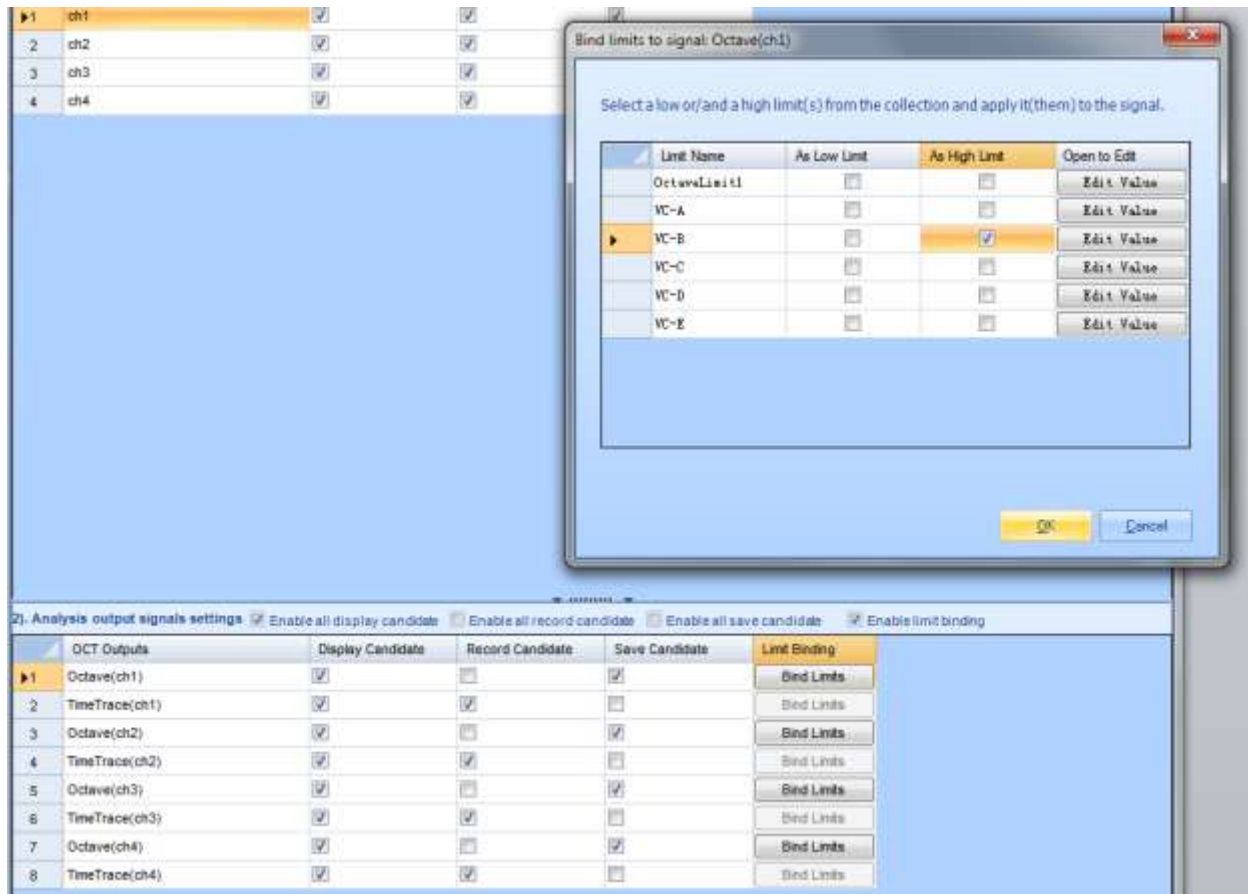 1 ch1
2 ch2
3 ch3
4 ch4
Bind limits to signal: Octave(ch1)
Select a low or/and a high limit(s) from the collection and apply it(them) to the signal.
Limit Name As Low Limit As High Limit Open to Edit
OctaveLimit1 Edit Value
VC-A Edit Value
VC-B Edit Value
VC-C Edit Value
VC-D Edit Value
VC-E Edit Value
OK Cancel
2). Analysis output signals settings Enable all display candidate Enable all record candidate Enable all save candidate Enable limit binding
OCT Outputs Display Candidate Record Candidate Save Candidate Limit Binding
1 Octave(ch1) Bind Limits
2 TimeTrace(ch1) Bind Limits
3 Octave(ch2) Bind Limits
4 TimeTrace(ch2) Bind Limits
5 Octave(ch3) Bind Limits
6 TimeTrace(ch3) Bind Limits
7 Octave(ch4) Bind Limits
8 TimeTrace(ch4) Bind Limits